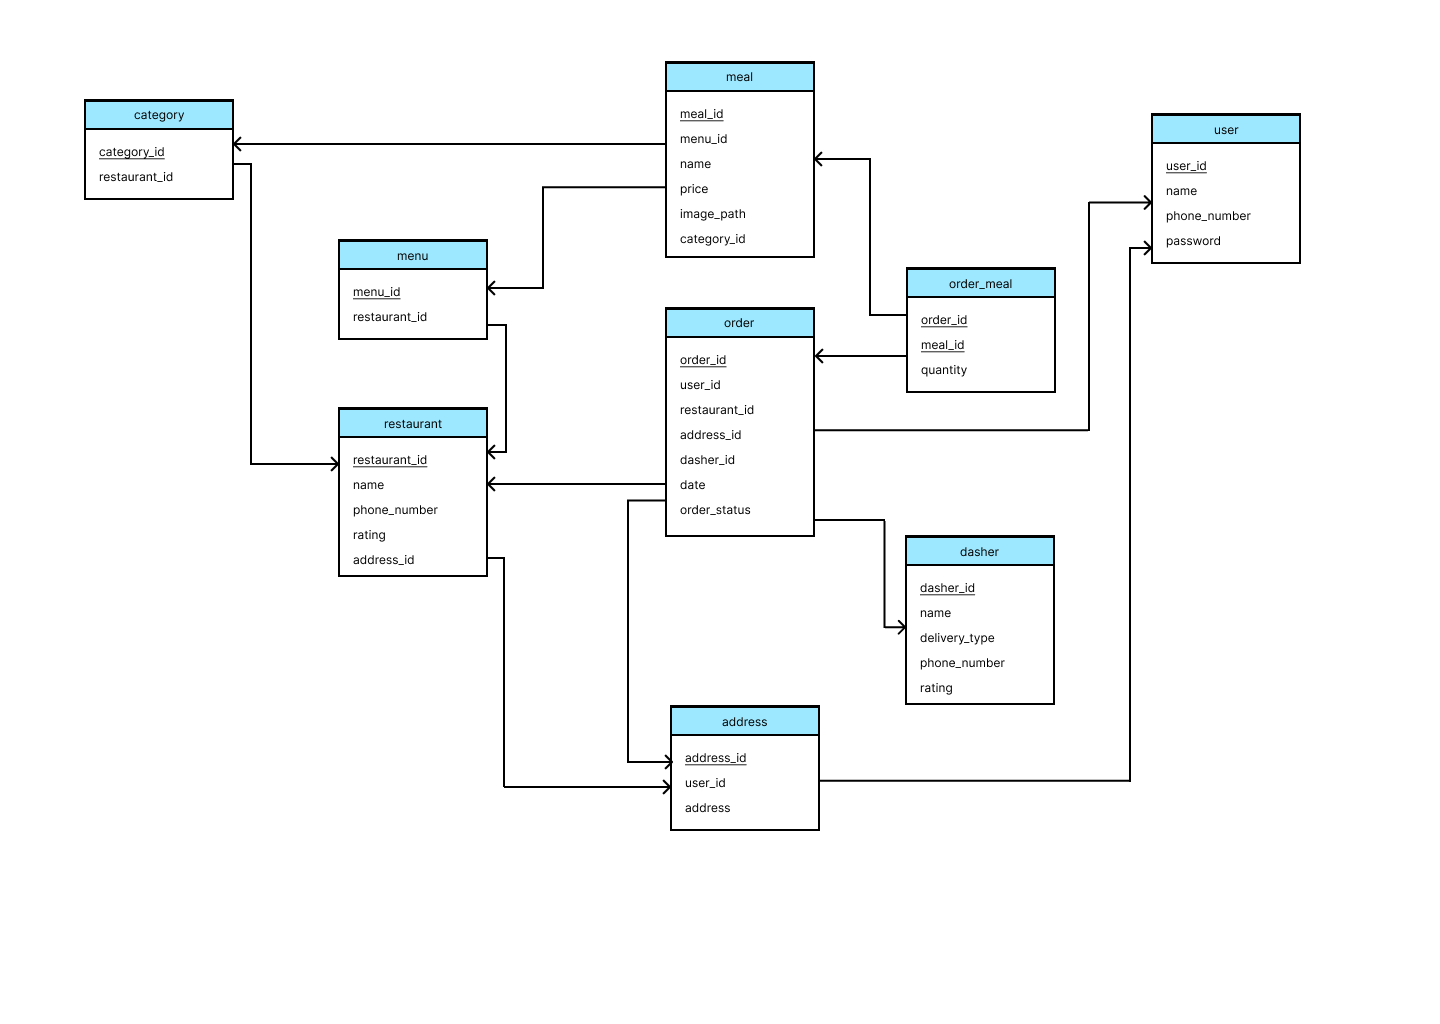 meal
meal_id
menu_id
name
price
image_path
category_id
category
category_id
restaurant_id
user
user_id
name
phone_number
password
menu
menu_id
restaurant_id
order_meal
order_id
meal_id
quantity
order
order_id
user_id
restaurant_id
address_id
dasher_id
date
order_status
restaurant
restaurant_id
name
phone_number
rating
address_id
dasher
dasher_id
name
delivery_type
phone_number
rating
address
address_id
user_id
address